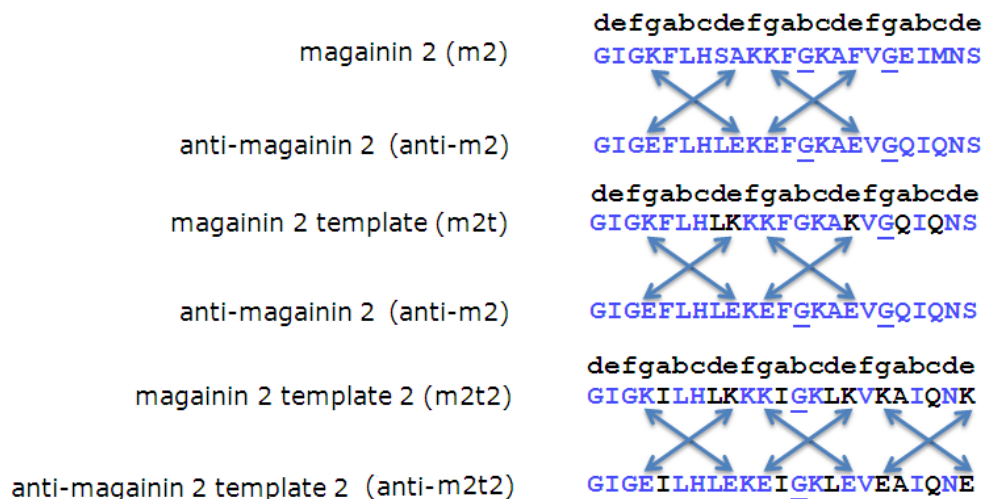 defgabcdefgabcdefgabcde
magainin 2 (m2) GIGKFLHSAKKFGKAFVGEIMNS
anti-magainin 2 (anti-m2) GIGEFLHLEKEFGKAEVGQIQNS
defgabcdefgabcdefgabcde
magainin 2 template (m2t) GIGKFLHLKKKFGKAKVGQIQNS
anti-magainin 2 (anti-m2) GIGEFLHLEKEFGKAEVGQIQNS
defgabcdefgabcdefgabcde
magainin 2 template 2 (m2t2) GIGKILHLKKKIGKLKVKAIQNK
anti-magainin 2 template 2 (anti-m2t2) GIGEILHLEKEIGKLEVEAIQNE